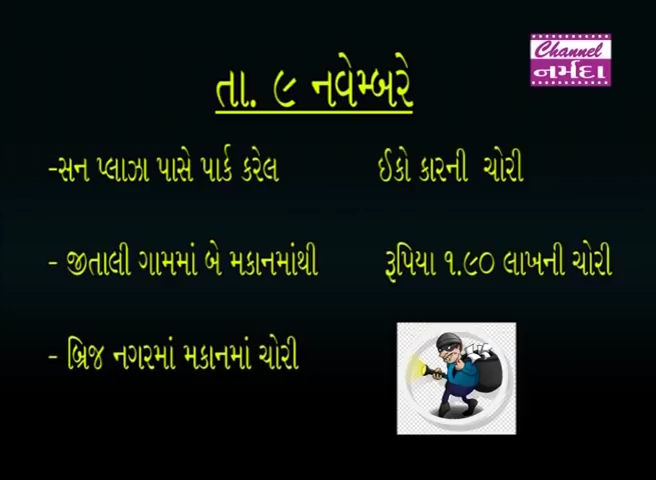 Channel
નર્મદા
તા. ૯ નવેમ્બરે
-સન પ્લાઝા પાસે પાર્ક કરેલ ઈકો કારની ચોરી
- જીતાલી ગામમાં બે મકાનમાંથી રૂપિયા ૧.૯૦ લાખની ચોરી
- બ્રિજ નગરમાં મકાનમાં ચોરી